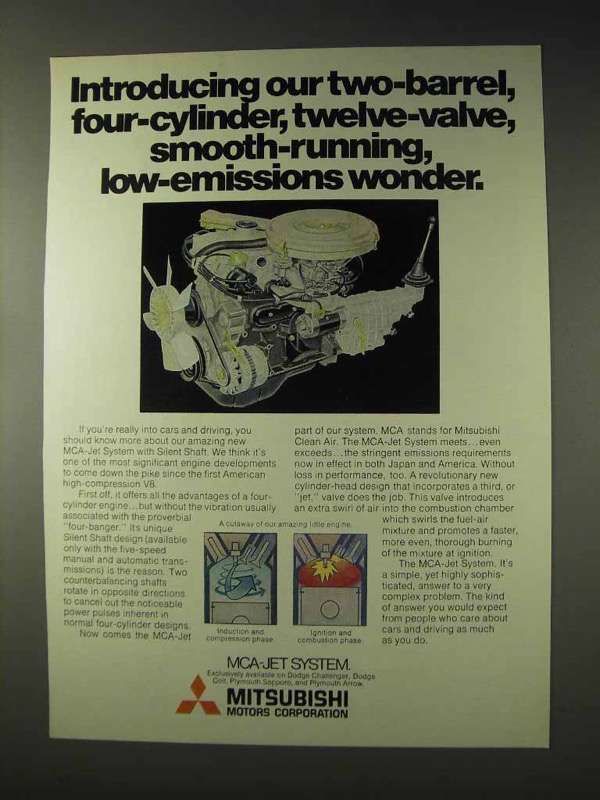 Introducing our two-barrel,
four-cylinder, twelve-valve,
smooth-running,
low-emissions wonder.
If you're really into cars and driving, you
should know more about our amazing new
MCA-Jet System with Silent Shaft. We think it's
one of the most significant engine developments
to come down the pike since the first American
high-compression V8.
First off, it offers all the advantages of a four-
cylinder engine...but without the vibration usually
associated with the proverbial
"four-banger." Its unique
Silent Shaft design (available
only with the five-speed
manual and automatic trans-
missions) is the reason. Two
counterbalancing shafts
rotate in opposite directions
to cancel out the noticeable
power pulses inherent in
normal four-cylinder designs.
Now comes the MCA-Jet
part of our system. MCA stands for Mitsubishi
Clean Air. The MCA-Jet System meets...even
exceeds...the stringent emissions requirements
now in effect in both Japan and America. Without
loss in performance, too. A revolutionary new
cylinder-head design that incorporates a third, or
"jet," valve does the job. This valve introduces
an extra swirl of air into the combustion chamber
which swirls the fuel-air
mixture and promotes a faster,
more even, thorough burning
of the mixture at ignition.
The MCA-Jet System. It's
a simple, yet highly sophis-
ticated, answer to a very
complex problem. The kind
of answer you would expect
from people who care about
cars and driving as much
as you do.
A cutaway of our amazing little engine.
Induction and
compression phase.
Ignition and
combustion phase.
MCA-JET SYSTEM.
Exclusively available on Dodge Challenger, Dodge
Colt, Plymouth Sapporo, and Plymouth Arrow.
MITSUBISHI
MOTORS CORPORATION